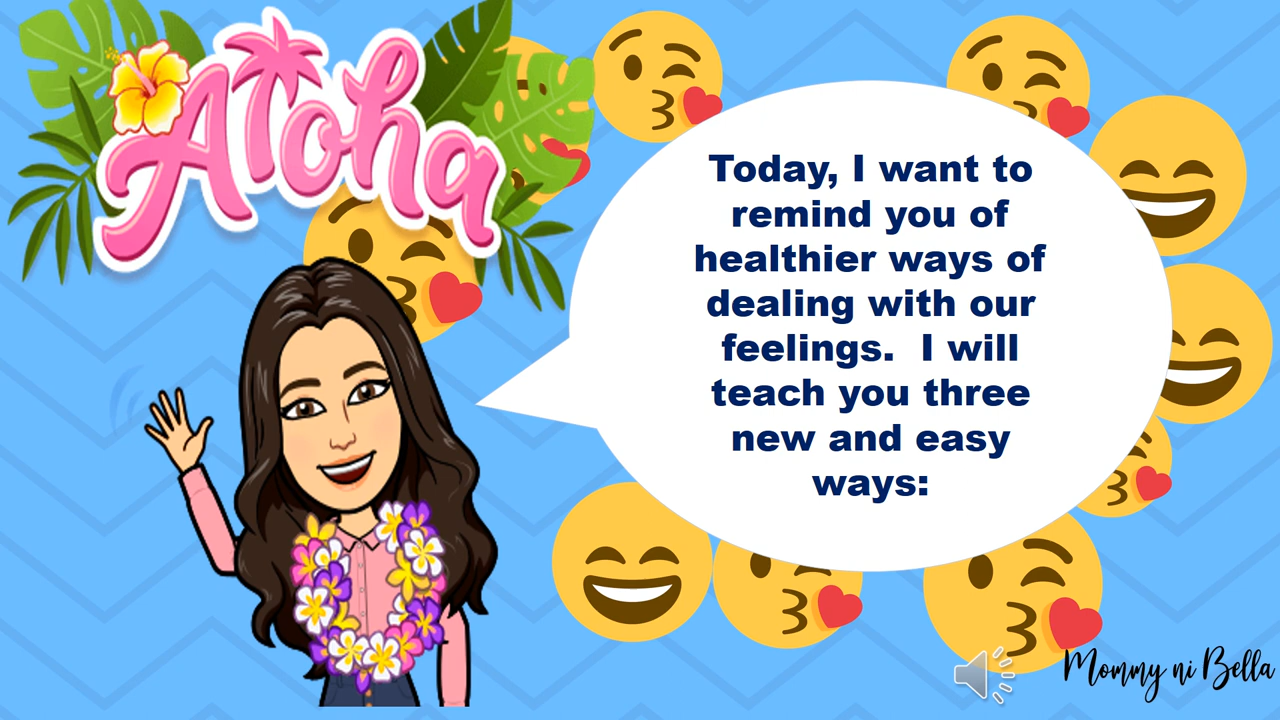 Aloha
Today, I want to
remind you of
healthier ways of
dealing with our
feelings.  I will
teach you three
new and easy
ways:
Mommy ni Bella